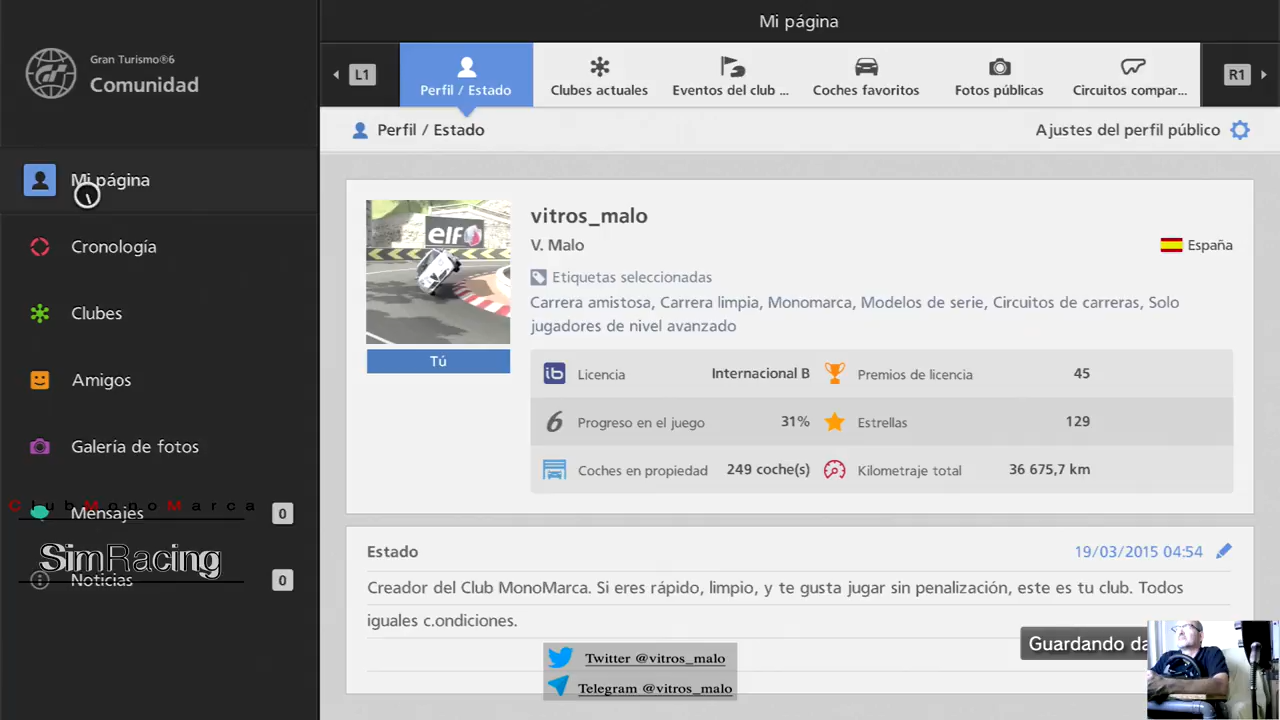 Mi página
Gran Turismo®6
Comunidad
L1
Perfil / Estado
Clubes actuales
Eventos del club ...
Coches favoritos
Fotos públicas
Circuitos compar...
R1
Perfil / Estado
Ajustes del perfil público
Mi página
Cronología
Clubes
Amigos
Galería de fotos
ClubMonoMarca
Mensajes
0
SimRacing
Noticias
0
elf
Tú
vitros_malo
V. Malo
España
Etiquetas seleccionadas
Carrera amistosa, Carrera limpia, Monomarca, Modelos de serie, Circuitos de carreras, Solo
jugadores de nivel avanzado
ib Licencia Internacional B
Premios de licencia 45
6 Progreso en el juego 31%
Estrellas 129
Coches en propiedad 249 coche(s)
Kilometraje total 36 675,7 km
Estado
19/03/2015 04:54
Creador del Club MonoMarca. Si eres rápido, limpio, y te gusta jugar sin penalización, este es tu club. Todos
iguales c.ondiciones.
Guardando da
Twitter @vitros_malo
Telegram @vitros_malo